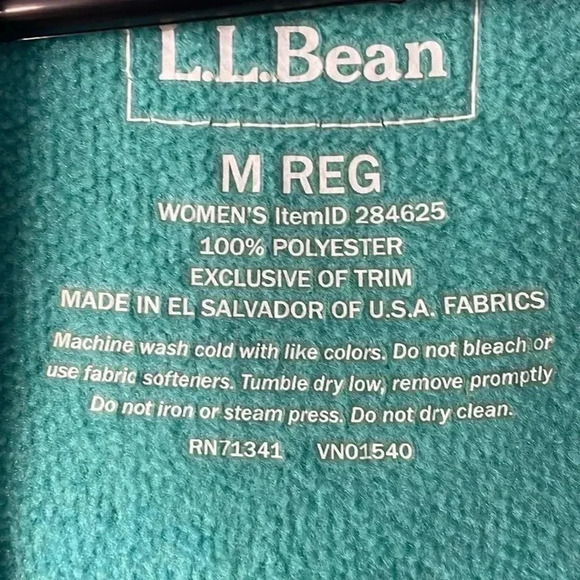 L.L.Bean
M REG
WOMEN'S ItemID 284625
100% POLYESTER
EXCLUSIVE OF TRIM
MADE IN EL SALVADOR OF U.S.A. FABRICS
Machine wash cold with like colors. Do not bleach or
use fabric softeners. Tumble dry low, remove promptly
Do not iron or steam press. Do not dry clean.
RN71341 VN01540